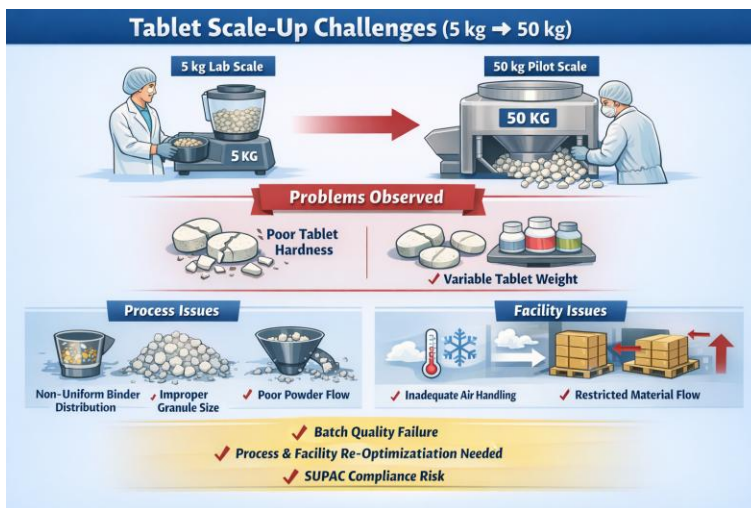 Tablet Scale-Up Challenges (5 kg → 50 kg)
5 kg Lab Scale
50 kg Pilot Scale
5 KG
50 KG
Problems Observed
Poor Tablet
Hardness
✓ Variable Tablet Weight
Process Issues
Facility Issues
Non-Uniform Binder
Distribution
✓ Improper
Granule Size
✓ Poor Powder Flow
✓ Inadequate Air Handling
✓ Restricted Material Flow
✓ Batch Quality Failure
✓ Process & Facility Re-Optimizatiation Needed
✓ SUPAC Compliance Risk